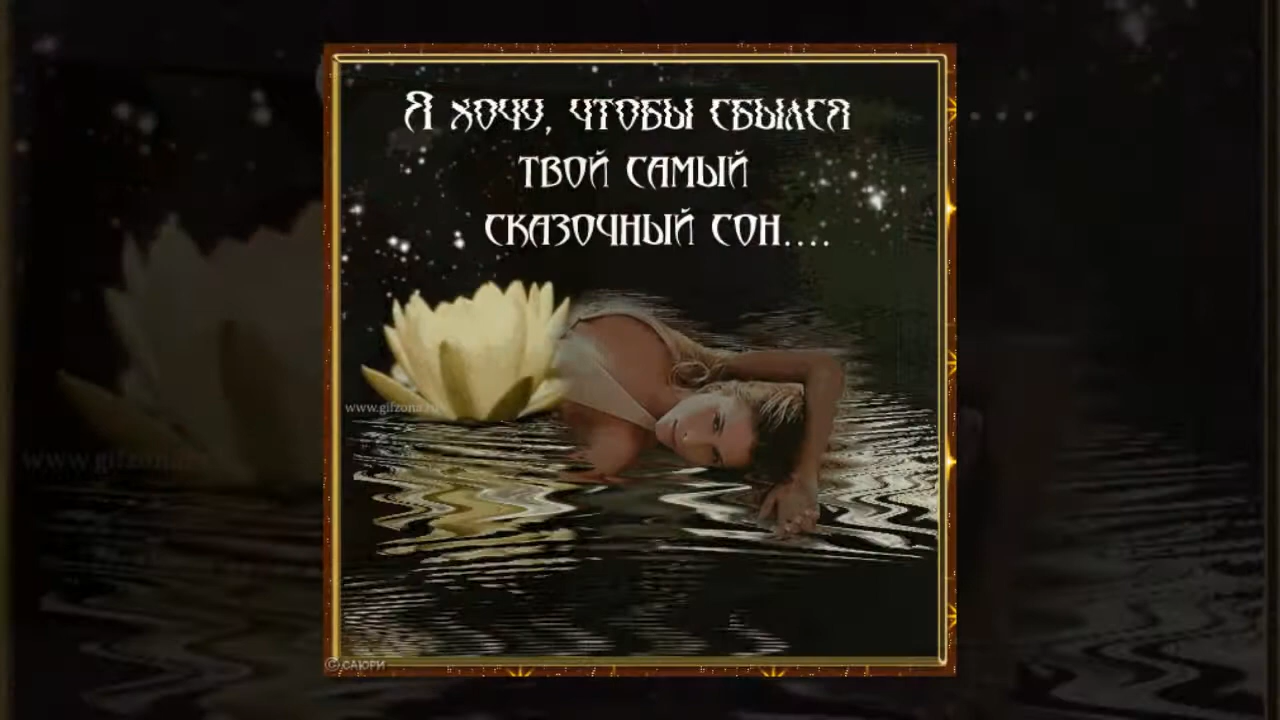 Я хочу, чтобы сбылся
твой самый
сказочный сон....
www.gifzona.ru
© САЮРИ